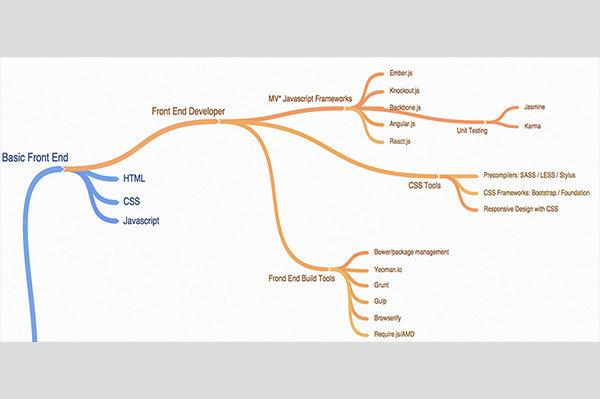 Basic Front End
HTML
CSS
Javascript
Front End Developer
MV* Javascript Frameworks
Ember.js
Knockout.js
Backbone.js
Angular.js
React.js
Unit Testing
Jasmine
Karma
CSS Tools
Precompilers: SASS / LESS / Stylus
CSS Frameworks: Bootstrap / Foundation
Responsive Design with CSS
Frond End Build Tools
Bower/package management
Yeoman.io
Grunt
Gulp
Browserify
Require.js/AMD